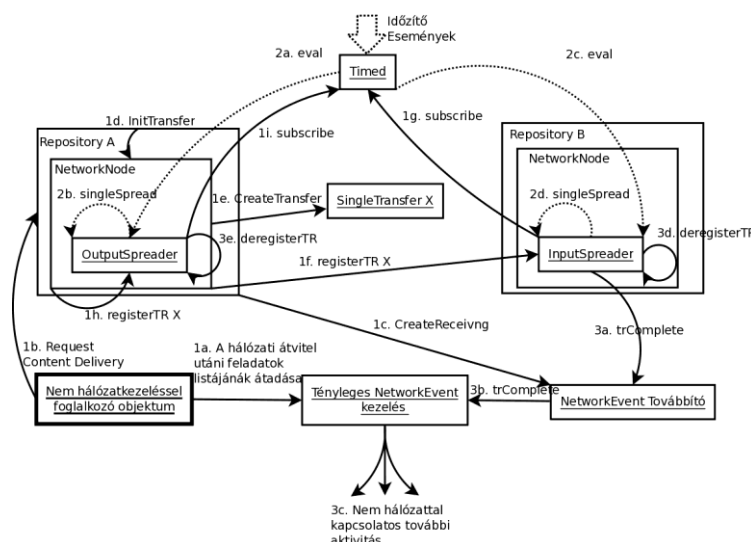 Időzítő
Események
2a. eval
2c. eval
Timed
1d. InitTransfer
1g. subscribe
Repository A
1i. subscribe
Repository B
NetworkNode
NetworkNode
2b. singleSpread
1e. CreateTransfer
SingleTransfer X
2d. singleSpread
3e. deregisterTR
3d. deregisterTR
OutputSpreader
InputSpreader
1f. registerTR X
1h. registerTR X
1c. CreateReceivng
3a. trComplete
1b. Request
Content Delivery
1a. A hálózati átvitel
utáni feladatok
listájának átadása
Nem hálózatkezeléssel
foglalkozó objektum
Tényleges NetworkEvent
kezelés
3b. trComplete
NetworkEvent Továbbító
3c. Nem hálózattal
kapcsolatos további
aktivitás